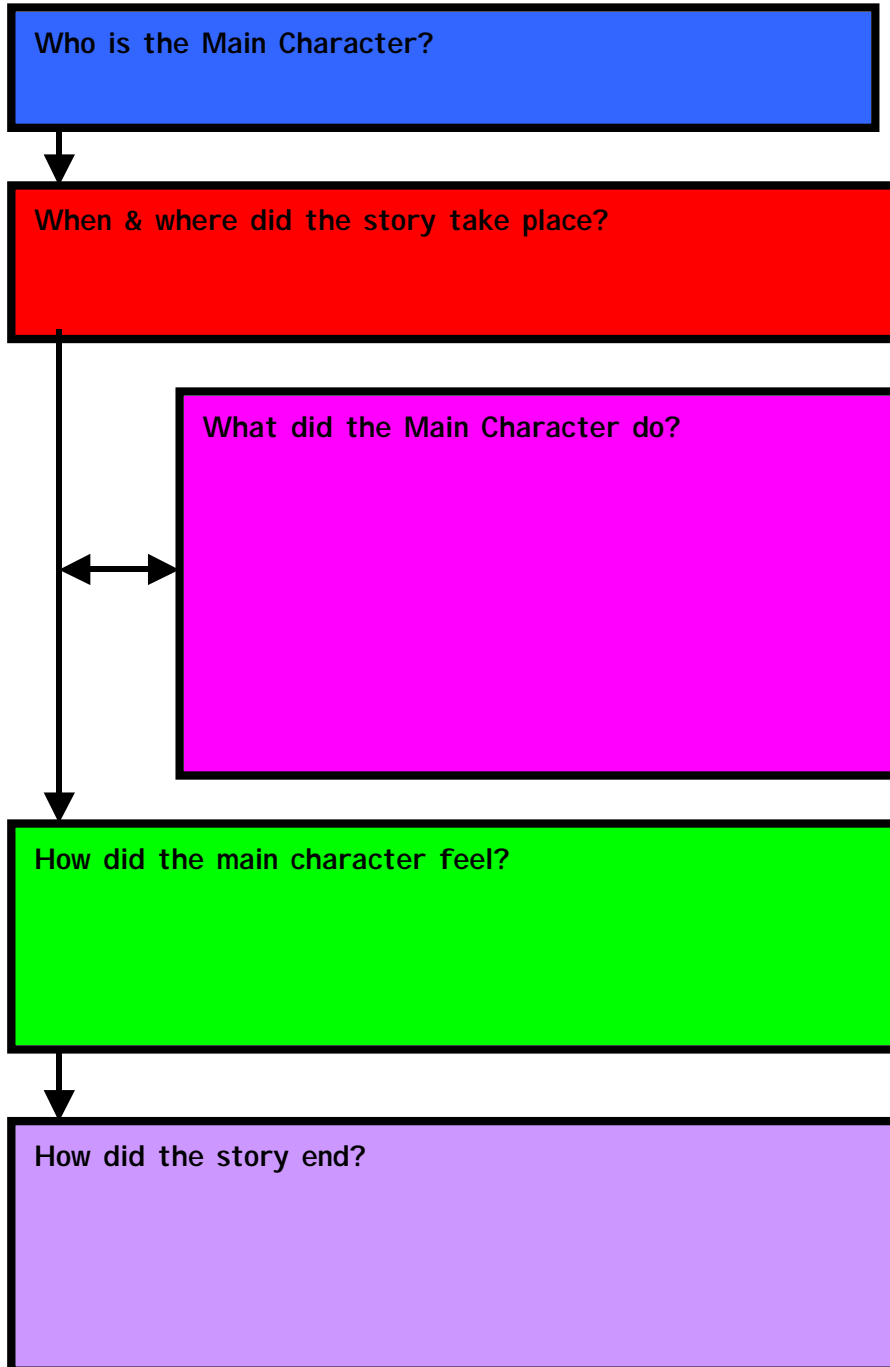 Who is the Main Character?
When & where did the story take place?
What did the Main Character do?
How did the main character feel?
How did the story end?